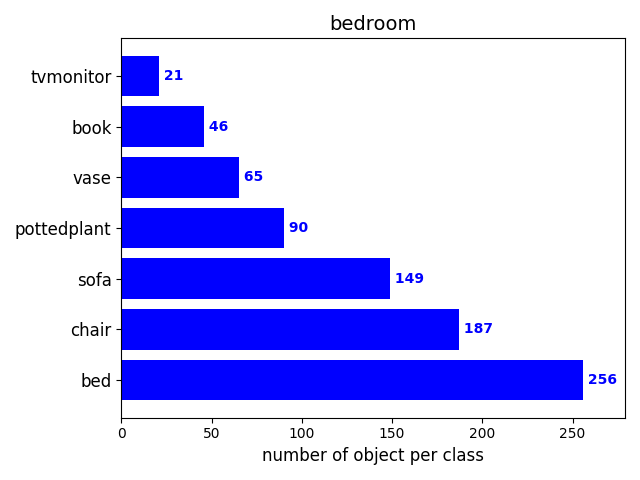 bedroom
tvmonitor 21
book 46
vase 65
pottedplant 90
sofa 149
chair 187
bed 256
0 50 100 150 200 250
number of object per class